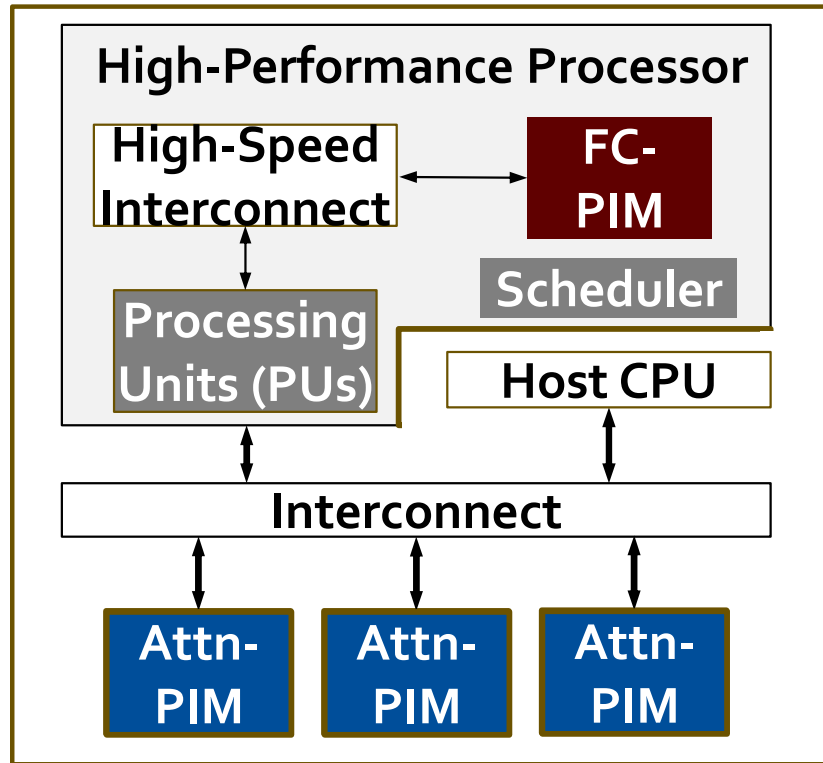 High-Performance Processor
High-Speed
Interconnect
FC-
PIM
Scheduler
Processing
Units (PUs)
Host CPU
Interconnect
Attn-
PIM
Attn-
PIM
Attn-
PIM